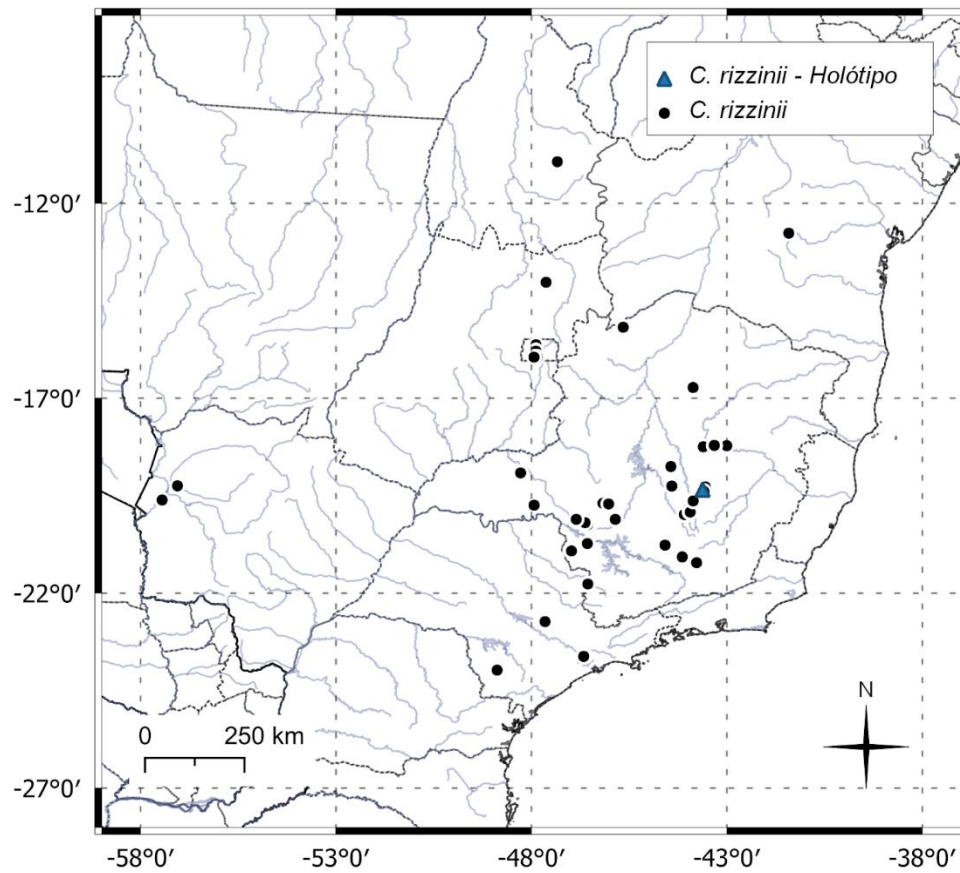 C. rizzinii - Holótipo
C. rizzinii
-12°0′
-17°0′
-22°0′
-27°0′
N
0 250 km
-58°0′ -53°0′ -48°0′ -43°0′ -38°0′